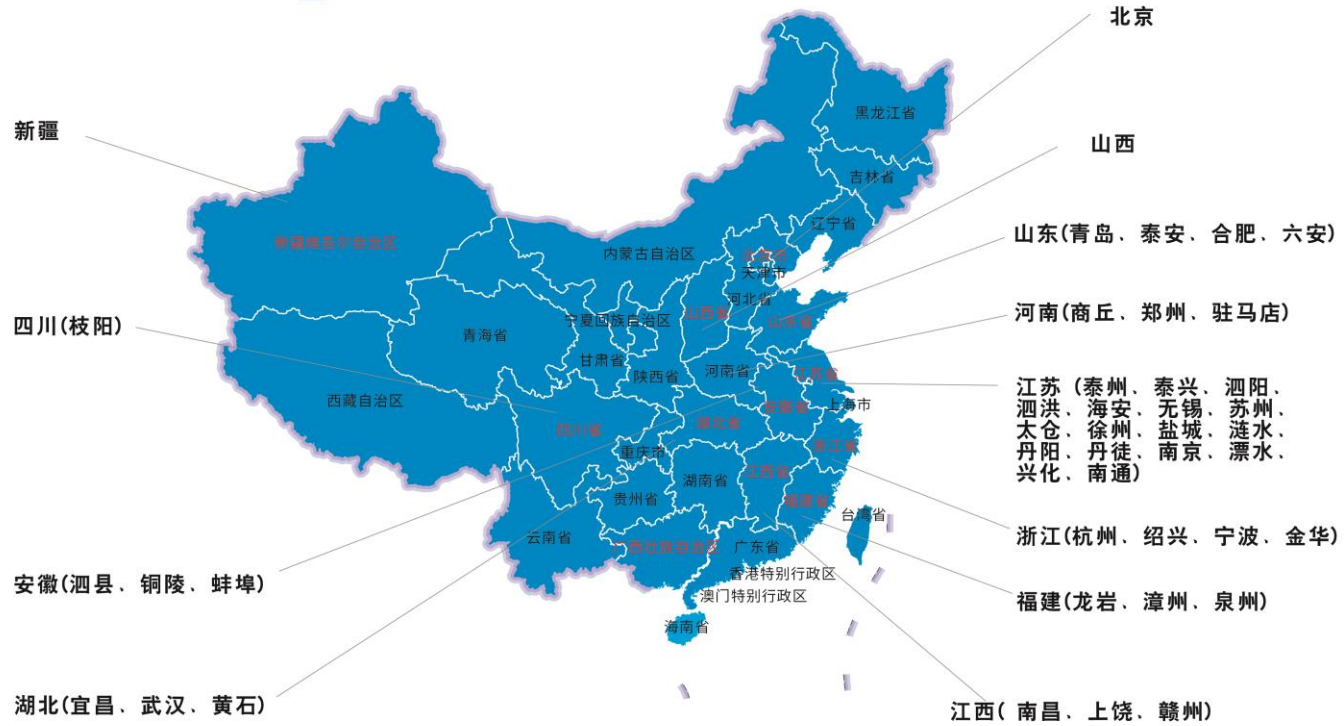 北京
新疆
山西
黑龙江省
吉林省
辽宁省
山东(青岛、泰安、合肥、六安)
新疆维吾尔自治区
内蒙古自治区
北京市
天津市
河北省
山西省
山东省
河南(商丘、郑州、驻马店)
四川(枝阳)
宁夏回族自治区
青海省
甘肃省
陕西省
河南省
江苏省
江苏 (泰州、泰兴、泗阳、
泗洪、海安、无锡、苏州、
太仓、徐州、盐城、涟水、
丹阳、丹徒、南京、漂水、
兴化、南通)
西藏自治区
安徽省
上海市
四川省
湖北省
重庆市
浙江省
湖南省
江西省
贵州省
福建省
台湾省
云南省
广西壮族自治区
广东省
浙江(杭州、绍兴、宁波、金华)
香港特别行政区
澳门特别行政区
安徽(泗县、铜陵、蚌埠)
福建(龙岩、漳州、泉州)
海南省
湖北(宜昌、武汉、黄石)
江西( 南昌、上饶、赣州)